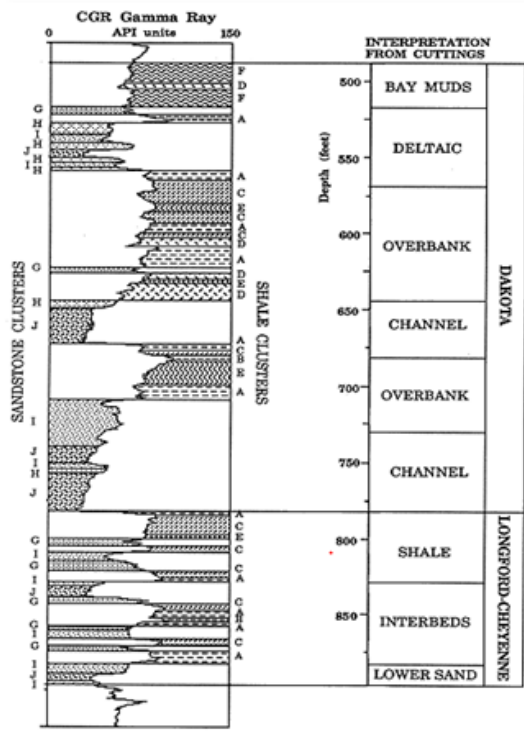 CGR Gamma Ray
0 API units 150
INTERPRETATION
FROM CUTTINGS
F
D
F
G
A
H
I
H
J
H
I
H
A
C
E
C
A
C
D
A
G
D
E
D
H
J
A
C
B
E
A
I
J
I
H
J
A
C
E
G
C
I
G
C
I
A
J
G
C
A
B
G
A
I
C
G
A
I
J
I
SANDSTONE CLUSTERS
SHALE CLUSTERS
Depth (feet)
500
550
600
650
700
750
800
850
BAY MUDS
DELTAIC
OVERBANK
CHANNEL
OVERBANK
CHANNEL
SHALE
INTERBEDS
LOWER SAND
DAKOTA
LONGFORD-CHEYENNE